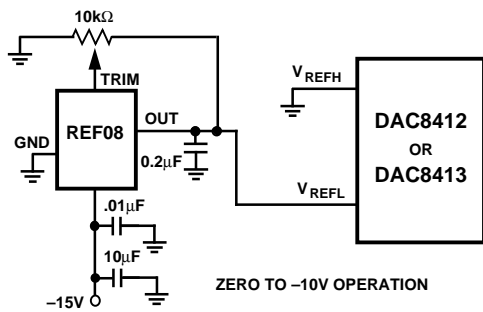 10kΩ
TRIM
REF08
OUT
GND
0.2μF
.01μF
10μF
–15V
V_REFH
V_REFL
DAC8412
OR
DAC8413
ZERO TO –10V OPERATION